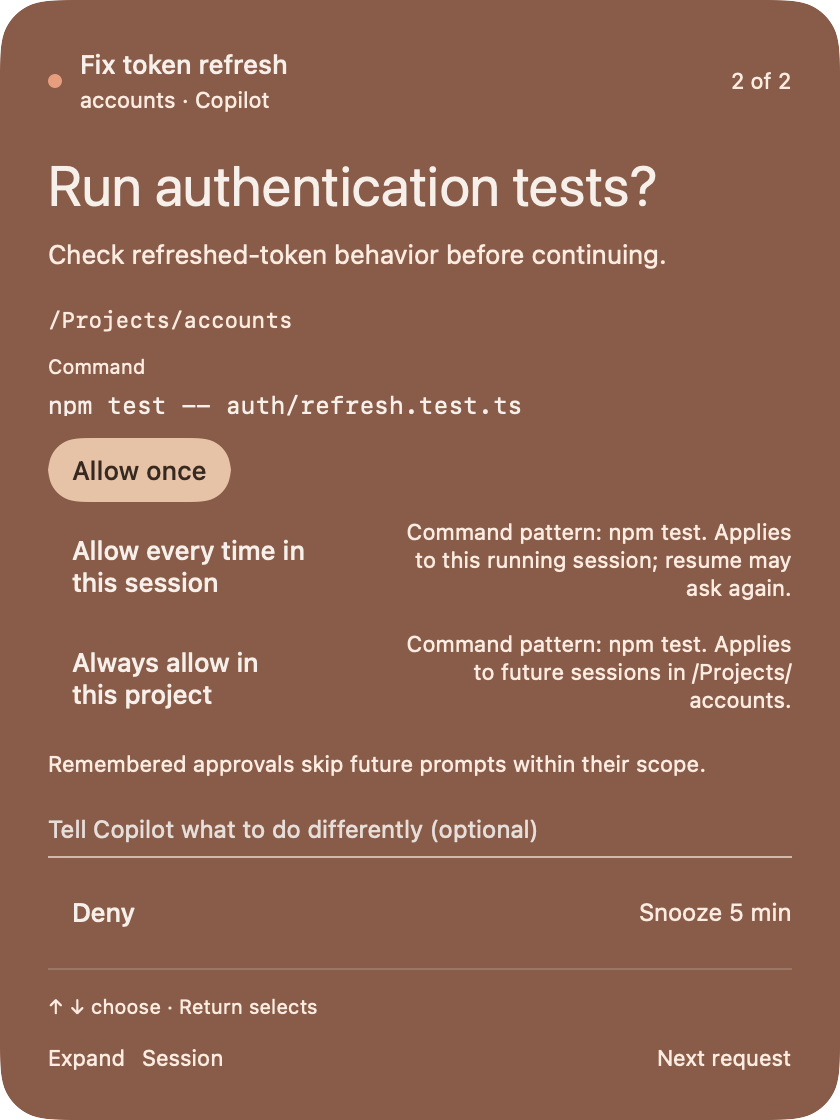 Fix token refresh
accounts · Copilot
2 of 2
Run authentication tests?
Check refreshed-token behavior before continuing.
/Projects/accounts
Command
npm test -- auth/refresh.test.ts
Allow once
Allow every time in
this session
Command pattern: npm test. Applies
to this running session; resume may
ask again.
Always allow in
this project
Command pattern: npm test. Applies
to future sessions in /Projects/
accounts.
Remembered approvals skip future prompts within their scope.
Tell Copilot what to do differently (optional)
Deny
Snooze 5 min
↑ ↓ choose · Return selects
Expand Session
Next request